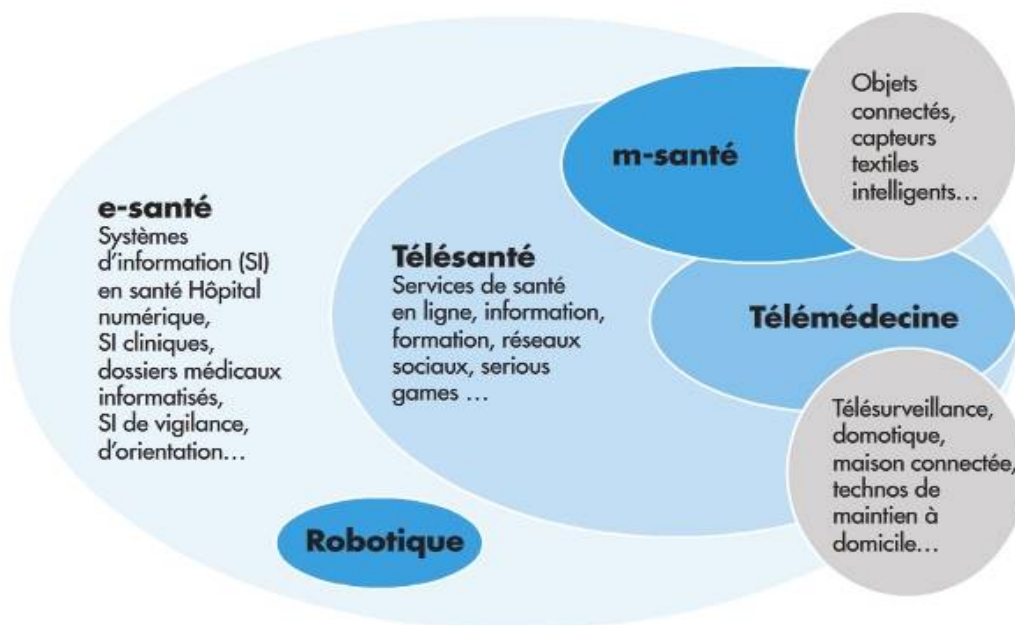 e-santé
Systèmes
d'information (SI)
en santé Hôpital
numérique,
SI cliniques,
dossiers médicaux
informatisés,
SI de vigilance,
d'orientation…
Télésanté
Services de santé
en ligne, information,
formation, réseaux
sociaux, serious
games …
m-santé
Objets
connectés,
capteurs
textiles
intelligents…
Télémédecine
Télésurveillance,
domotique,
maison connectée,
technos de
maintien à
domicile…
Robotique